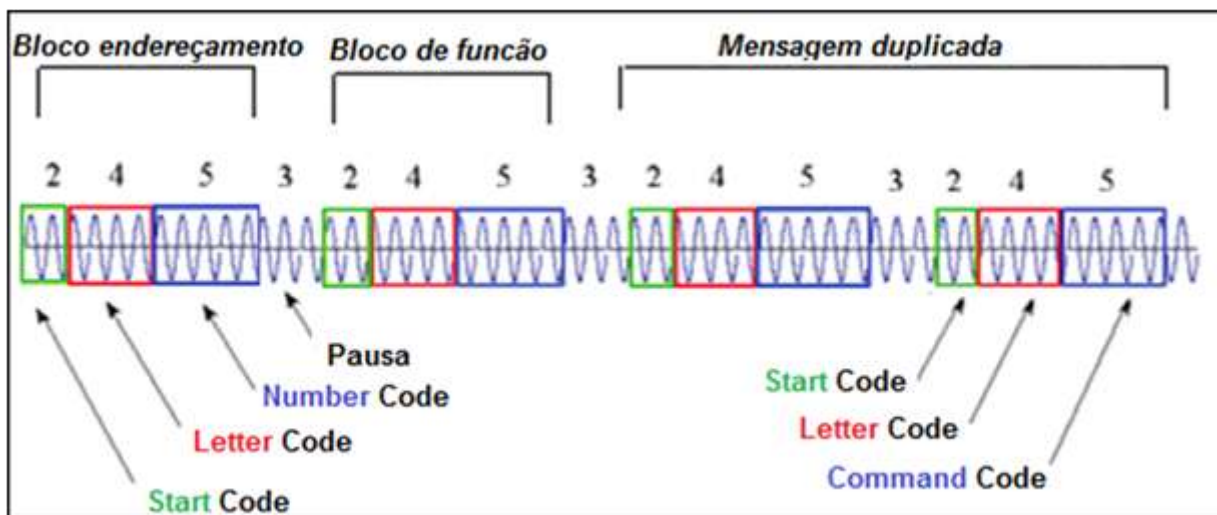 Bloco endereçamento
Bloco de funcão
Mensagem duplicada
2 4 5 3 2 4 5 3 2 4 5 3 2 4 5
Pausa
Number Code
Letter Code
Start Code
Start Code
Letter Code
Command Code